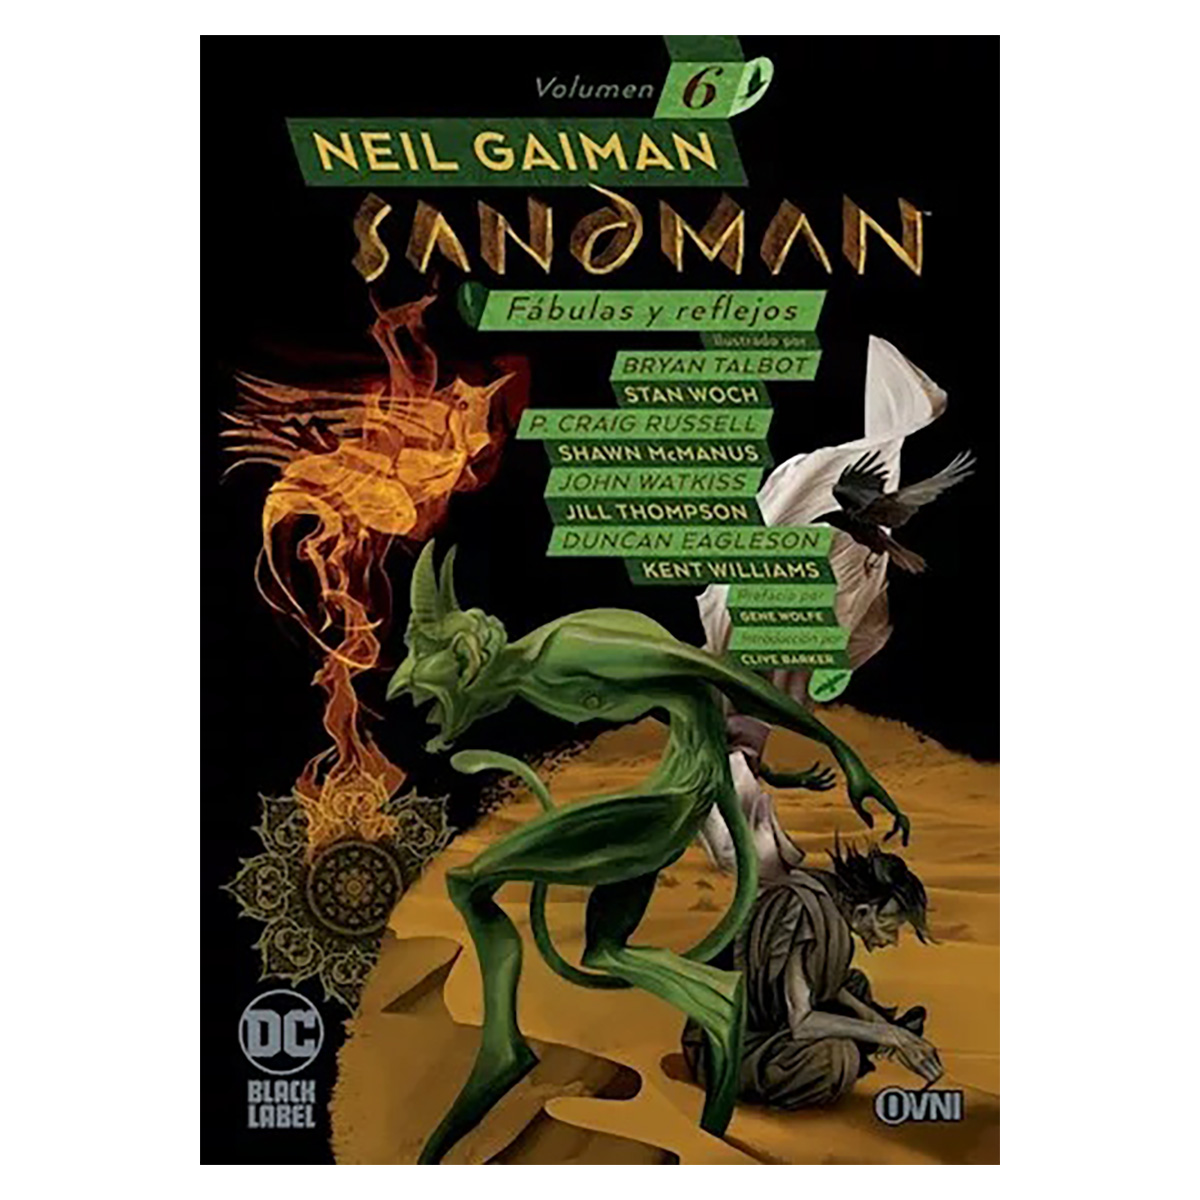 Volumen 6
NEIL GAIMAN
SANDMAN™
Fábulas y reflejos
Ilustrado por
BRYAN TALBOT
STAN WOCH
P. CRAIG RUSSELL
SHAWN McMANUS
JOHN WATKISS
JILL THOMPSON
DUNCAN EAGLESON
KENT WILLIAMS
Prefacio por
GENE WOLFE
Introducción por
CLIVE BARKER
DC
BLACK
LABEL
OVNI